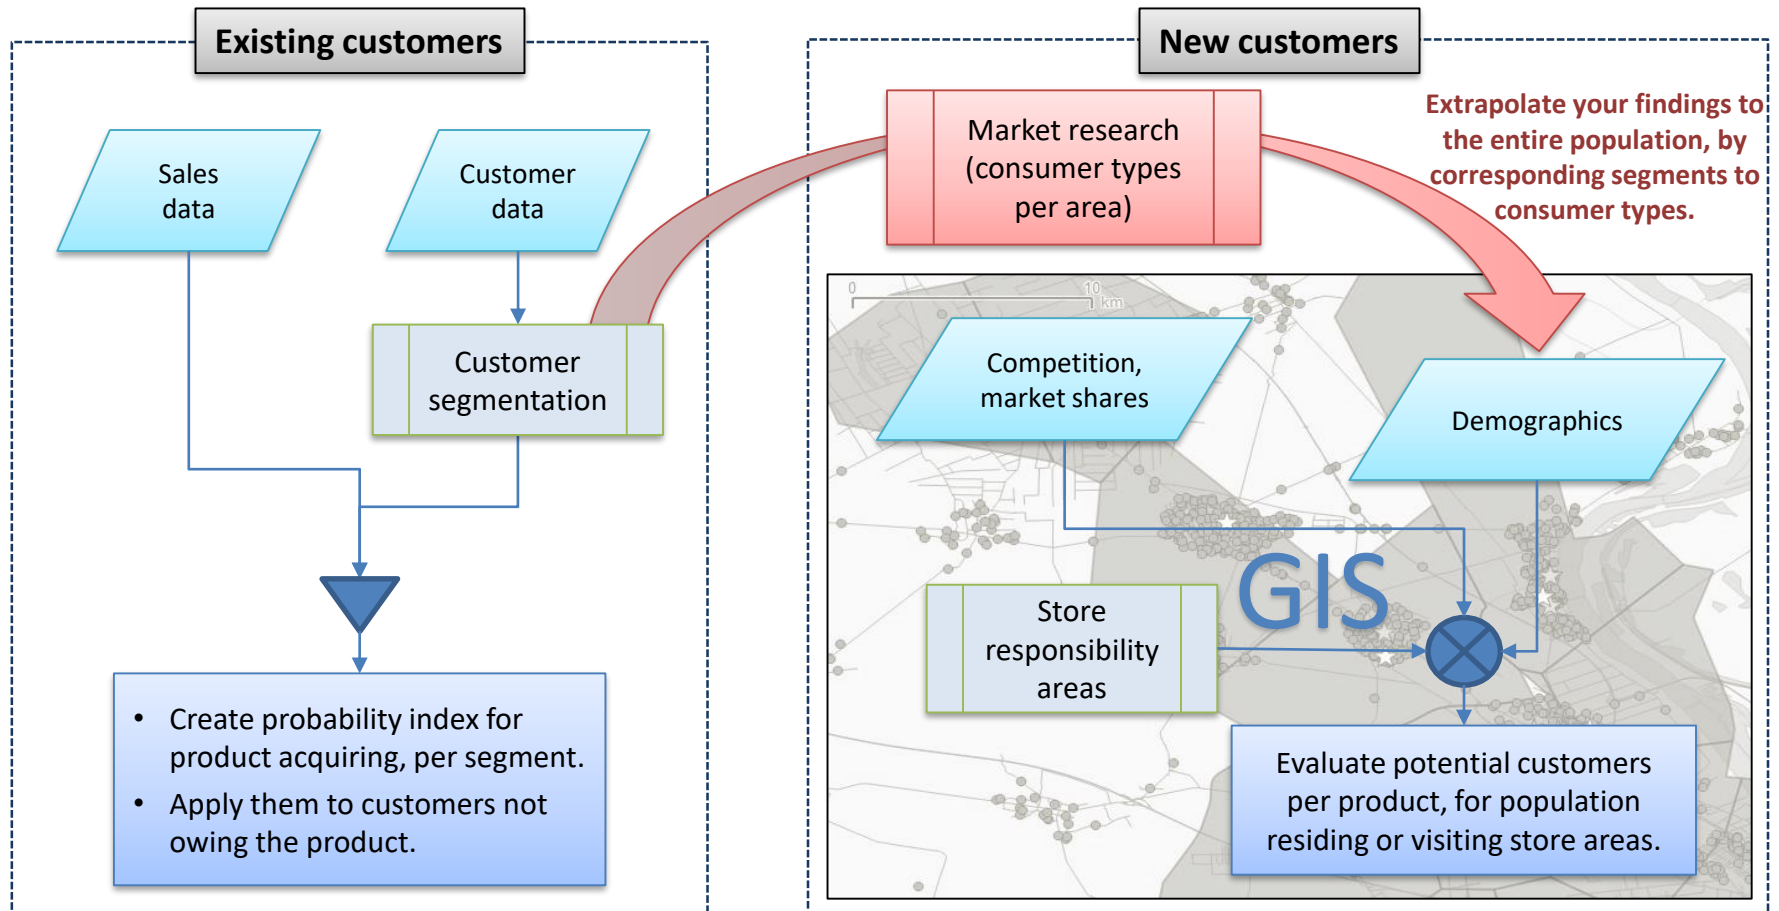 Existing customers
Sales
data
Customer
data
Customer
segmentation
• Create probability index for
product acquiring, per segment.
• Apply them to customers not
owing the product.
New customers
Market research
(consumer types
per area)
Extrapolate your findings to
the entire population, by
corresponding segments to
consumer types.
0 10
km
Competition,
market shares
Demographics
GIS
Store
responsibility
areas
Evaluate potential customers
per product, for population
residing or visiting store areas.